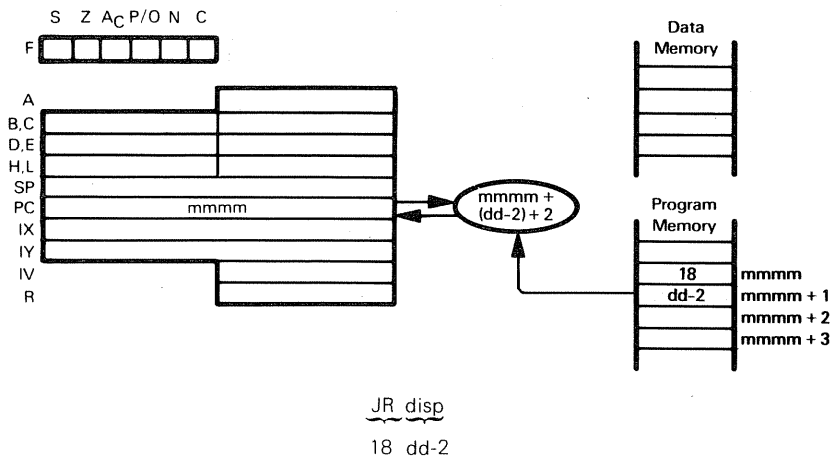 S Z AC P/O N C
F
Data
Memory
A
B,C
D,E
H,L
SP
PC mmmm
IX
IY
IV
R
mmmm +
(dd-2) + 2
Program
Memory
18 mmmm
dd-2 mmmm + 1
mmmm + 2
mmmm + 3
JR disp
18 dd-2